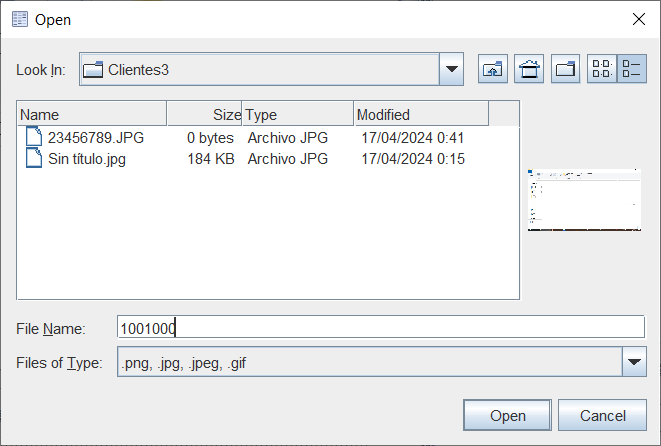 Open
Look In: Clientes3
Name Size Type Modified
23456789.JPG 0 bytes Archivo JPG 17/04/2024 0:41
Sin título.jpg 184 KB Archivo JPG 17/04/2024 0:15
File Name: 1001000
Files of Type: .png, .jpg, .jpeg, .gif
Open Cancel